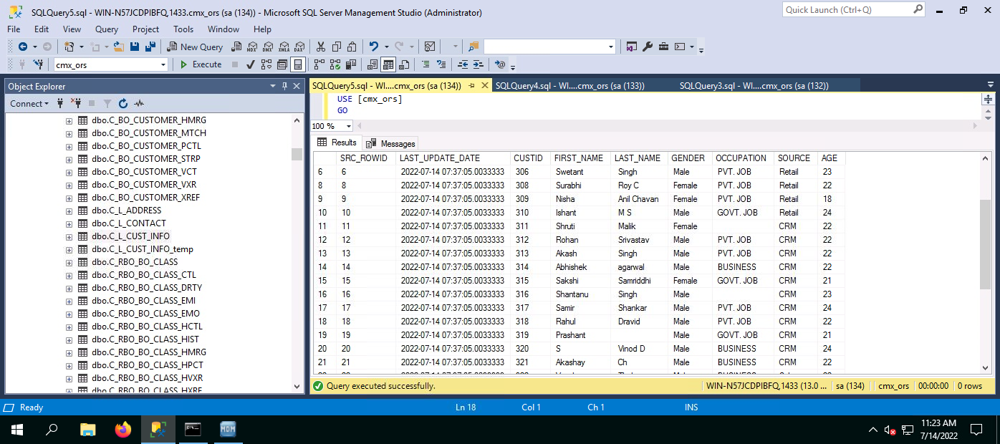 SQLQuery5.sql - WIN-N57JCDPIBFQ,1433.cmx_ors (sa (134)) - Microsoft SQL Server Management Studio (Administrator)
Quick Launch (Ctrl+Q)
File Edit View Query Project Tools Window Help
New Query MDX DMX XMLA DAX
cmx_ors Execute
Object Explorer
Connect
dbo.C_BO_CUSTOMER_HMRG
dbo.C_BO_CUSTOMER_MTCH
dbo.C_BO_CUSTOMER_PCTL
dbo.C_BO_CUSTOMER_STRP
dbo.C_BO_CUSTOMER_VCT
dbo.C_BO_CUSTOMER_VXR
dbo.C_BO_CUSTOMER_XREF
dbo.C_L_ADDRESS
dbo.C_L_CONTACT
dbo.C_L_CUST_INFO
dbo.C_L_CUST_INFO_temp
dbo.C_RBO_BO_CLASS
dbo.C_RBO_BO_CLASS_CTL
dbo.C_RBO_BO_CLASS_DRTY
dbo.C_RBO_BO_CLASS_EMI
dbo.C_RBO_BO_CLASS_EMO
dbo.C_RBO_BO_CLASS_HCTL
dbo.C_RBO_BO_CLASS_HIST
dbo.C_RBO_BO_CLASS_HMRG
dbo.C_RBO_BO_CLASS_HPCT
dbo.C_RBO_BO_CLASS_HVXR
dbo.C_RBO_BO_CLASS_HXRE
SQLQuery5.sql - WI....cmx_ors (sa (134)) SQLQuery4.sql - WI....cmx_ors (sa (133)) SQLQuery3.sql - WI....cmx_ors (sa (132))
USE [cmx_ors]
GO
100 %
Results Messages
SRC_ROWID LAST_UPDATE_DATE CUSTID FIRST_NAME LAST_NAME GENDER OCCUPATION SOURCE AGE
6 6 2022-07-14 07:37:05.0033333 306 Swetant Singh Male PVT. JOB Retail 23
8 8 2022-07-14 07:37:05.0033333 308 Surabhi Roy C Female PVT. JOB Retail 22
9 9 2022-07-14 07:37:05.0033333 309 Nisha Anil Chavan Female PVT. JOB Retail 18
10 10 2022-07-14 07:37:05.0033333 310 Ishant M S Male GOVT. JOB Retail 24
11 11 2022-07-14 07:37:05.0033333 311 Shruti Malik Female CRM 22
12 12 2022-07-14 07:37:05.0033333 312 Rohan Srivastav Male PVT. JOB CRM 22
13 13 2022-07-14 07:37:05.0033333 313 Akash Singh Male PVT. JOB CRM 22
14 14 2022-07-14 07:37:05.0033333 314 Abhishek agarwal Male BUSINESS CRM 22
15 15 2022-07-14 07:37:05.0033333 315 Sakshi Samriddhi Female GOVT. JOB CRM 21
16 16 2022-07-14 07:37:05.0033333 316 Shantanu Singh Male CRM 23
17 17 2022-07-14 07:37:05.0033333 317 Samir Shankar Male PVT. JOB CRM 24
18 18 2022-07-14 07:37:05.0033333 318 Rahul Dravid Male PVT. JOB CRM 22
19 19 2022-07-14 07:37:05.0033333 319 Prashant Male GOVT. JOB CRM 21
20 20 2022-07-14 07:37:05.0033333 320 S Vinod D Male BUSINESS CRM 24
21 21 2022-07-14 07:37:05.0033333 321 Akashay Ch Male BUSINESS CRM 22
Query executed successfully. WIN-N57JCDPIBFQ,1433 (13.0 ... sa (134) cmx_ors 00:00:00 0 rows
Ready Ln 18 Col 1 Ch 1 INS
MDM
11:23 AM
7/14/2022